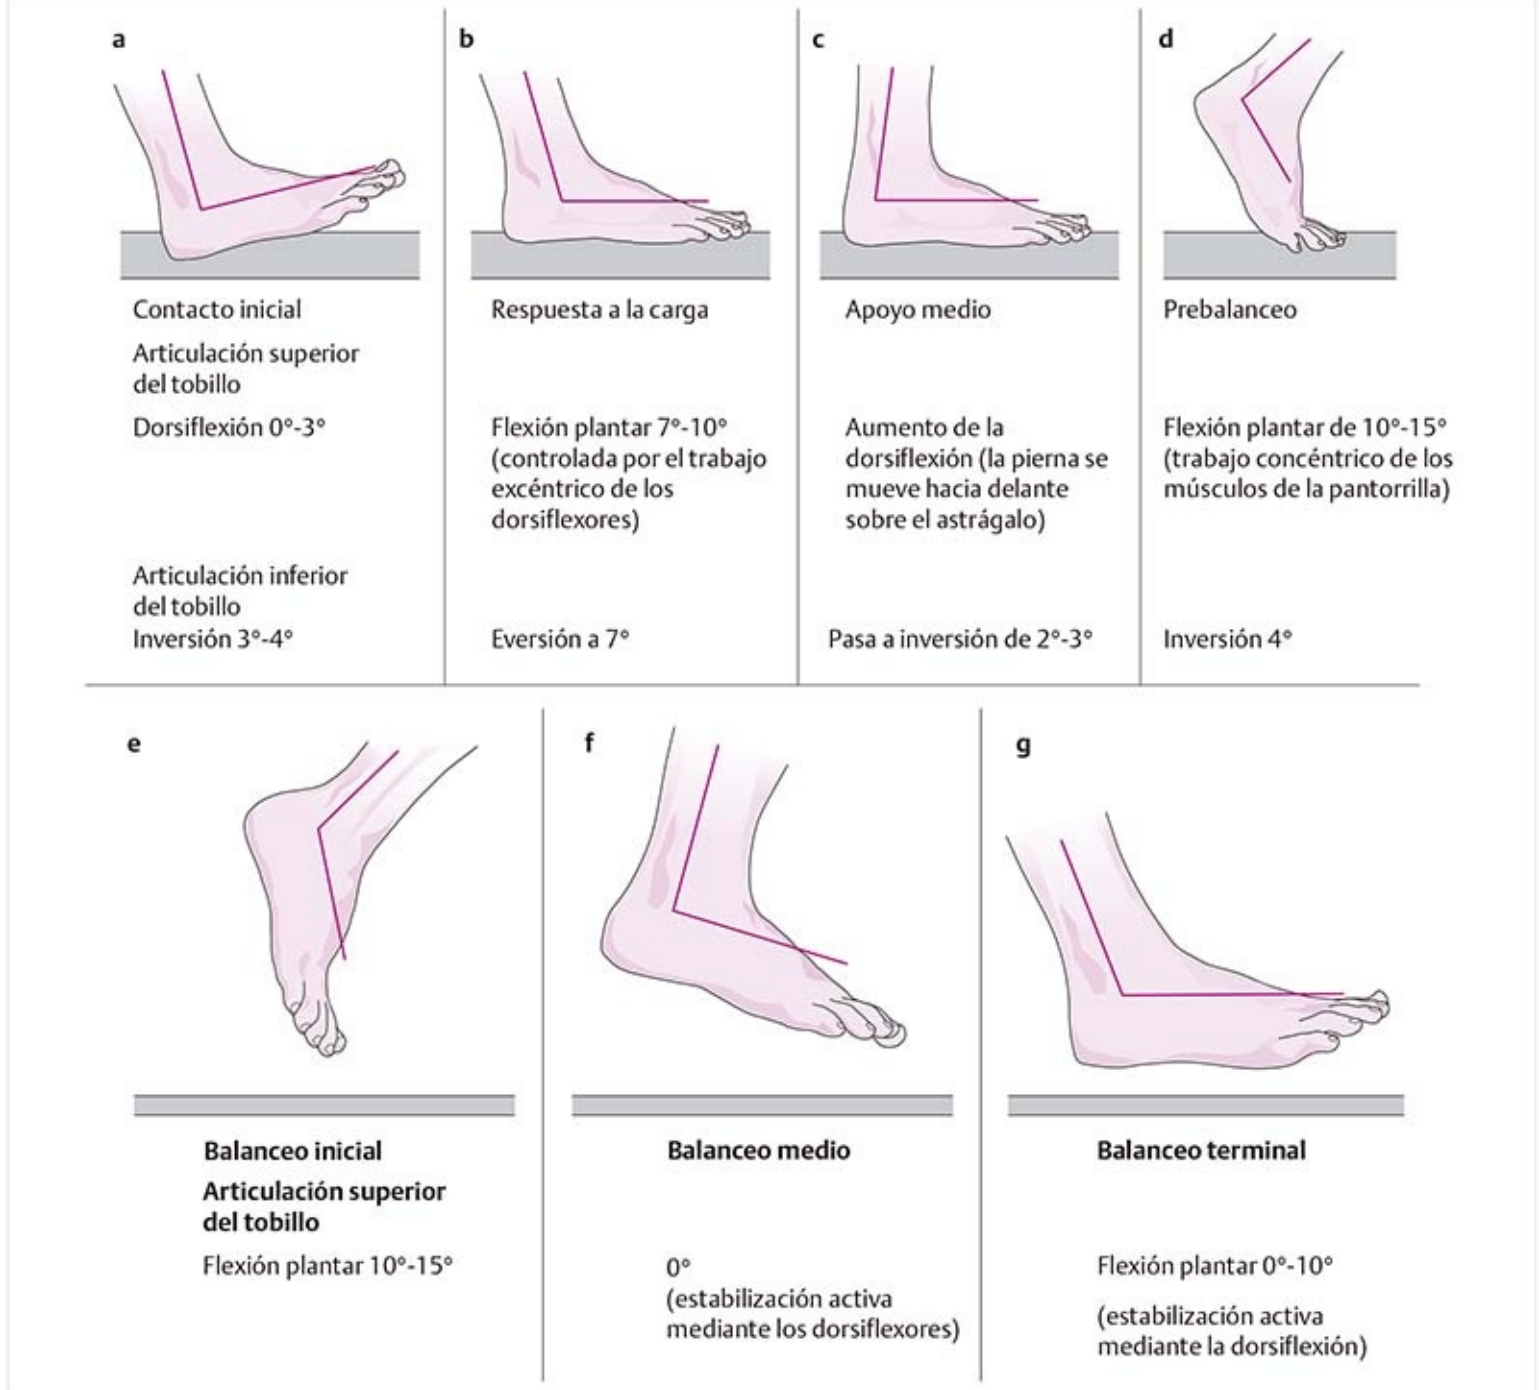 a
Contacto inicial
Articulación superior
del tobillo
Dorsiflexión 0°-3°
Articulación inferior
del tobillo
Inversión 3°-4°
b
Respuesta a la carga
Flexión plantar 7°-10°
(controlada por el trabajo
excéntrico de los
dorsiflexores)
Eversión a 7°
c
Apoyo medio
Aumento de la
dorsiflexión (la pierna se
mueve hacia delante
sobre el astrágalo)
Pasa a inversión de 2°-3°
d
Prebalanceo
Flexión plantar de 10°-15°
(trabajo concéntrico de los
músculos de la pantorrilla)
Inversión 4°
e
Balanceo inicial
Articulación superior
del tobillo
Flexión plantar 10°-15°
f
Balanceo medio
0°
(estabilización activa
mediante los dorsiflexores)
g
Balanceo terminal
Flexión plantar 0°-10°
(estabilización activa
mediante la dorsiflexión)